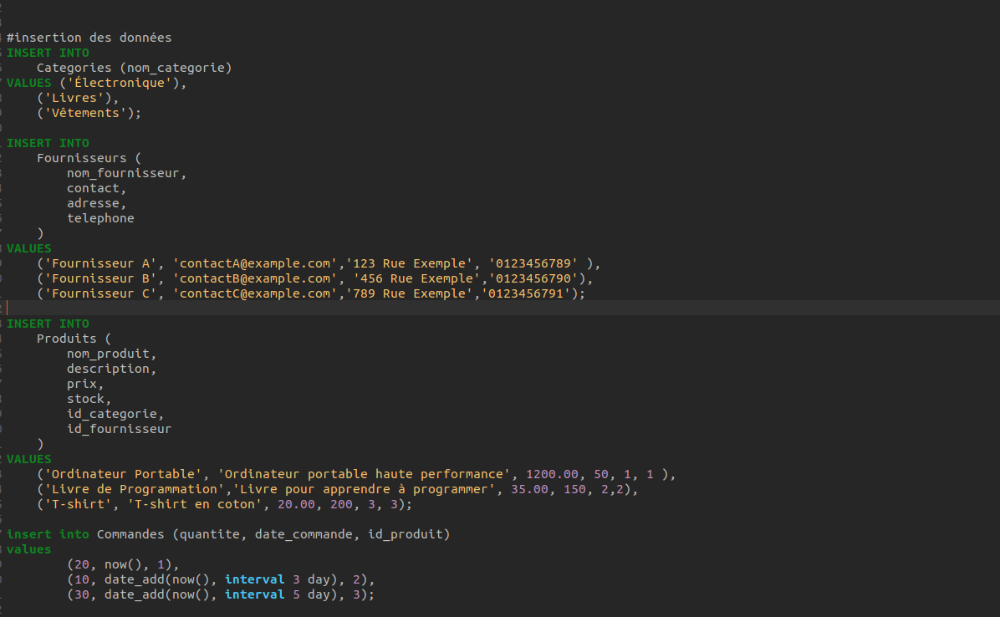 #insertion des données
INSERT INTO
    Categories (nom_categorie)
VALUES ('Électronique'),
    ('Livres'),
    ('Vêtements');

INSERT INTO
    Fournisseurs (
        nom_fournisseur,
        contact,
        adresse,
        telephone
    )
VALUES
    ('Fournisseur A', 'contactA@example.com','123 Rue Exemple', '0123456789' ),
    ('Fournisseur B', 'contactB@example.com', '456 Rue Exemple','0123456790'),
    ('Fournisseur C', 'contactC@example.com','789 Rue Exemple','0123456791');

INSERT INTO
    Produits (
        nom_produit,
        description,
        prix,
        stock,
        id_categorie,
        id_fournisseur
    )
VALUES
    ('Ordinateur Portable', 'Ordinateur portable haute performance', 1200.00, 50, 1, 1 ),
    ('Livre de Programmation','Livre pour apprendre à programmer', 35.00, 150, 2,2),
    ('T-shirt', 'T-shirt en coton', 20.00, 200, 3, 3);

insert into Commandes (quantite, date_commande, id_produit)
values
        (20, now(), 1),
        (10, date_add(now(), interval 3 day), 2),
        (30, date_add(now(), interval 5 day), 3);